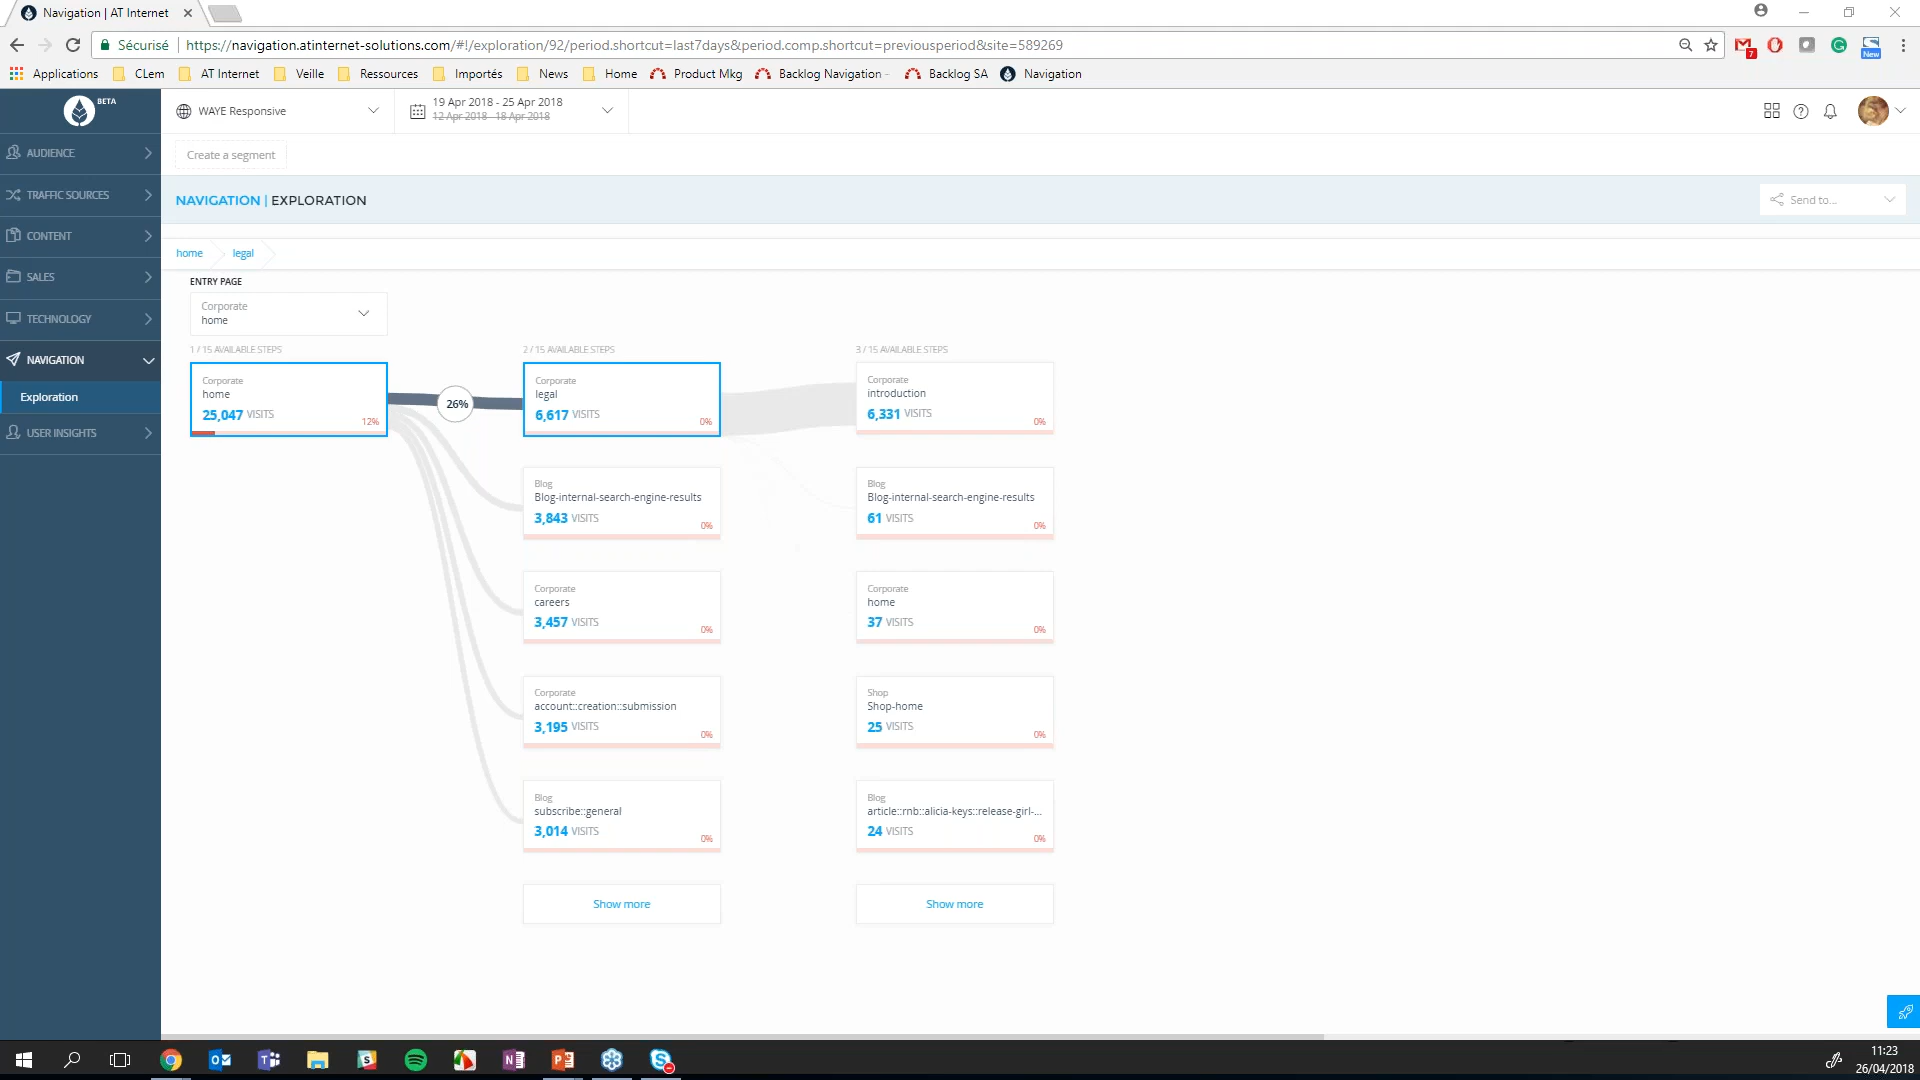 Navigation | AT Internet
Sécurisé
https://navigation.atinternet-solutions.com/#!/exploration/92/period.shortcut=last7days&period.comp.shortcut=previousperiod&site=589269
7
New
Applications
CLem
AT Internet
Veille
Ressources
Importés
News
Home
Product Mkg
Backlog Navigation -
Backlog SA
Navigation
BETA
WAYE Responsive
19 Apr 2018 - 25 Apr 2018
12 Apr 2018 - 18 Apr 2018
AUDIENCE
TRAFFIC SOURCES
CONTENT
SALES
TECHNOLOGY
NAVIGATION
Exploration
USER INSIGHTS
Create a segment
NAVIGATION | EXPLORATION
Send to...
home
legal
ENTRY PAGE
Corporate
home
1 / 15 AVAILABLE STEPS
Corporate
home
25,047 VISITS
12%
26%
2 / 15 AVAILABLE STEPS
Corporate
legal
6,617 VISITS
0%
Blog
Blog-internal-search-engine-results
3,843 VISITS
0%
Corporate
careers
3,457 VISITS
0%
Corporate
account::creation::submission
3,195 VISITS
0%
Blog
subscribe::general
3,014 VISITS
0%
Show more
3 / 15 AVAILABLE STEPS
Corporate
introduction
6,331 VISITS
0%
Blog
Blog-internal-search-engine-results
61 VISITS
0%
Corporate
home
37 VISITS
0%
Shop
Shop-home
25 VISITS
0%
Blog
article::rnb::alicia-keys::release-girl-...
24 VISITS
0%
Show more
11:23
26/04/2018